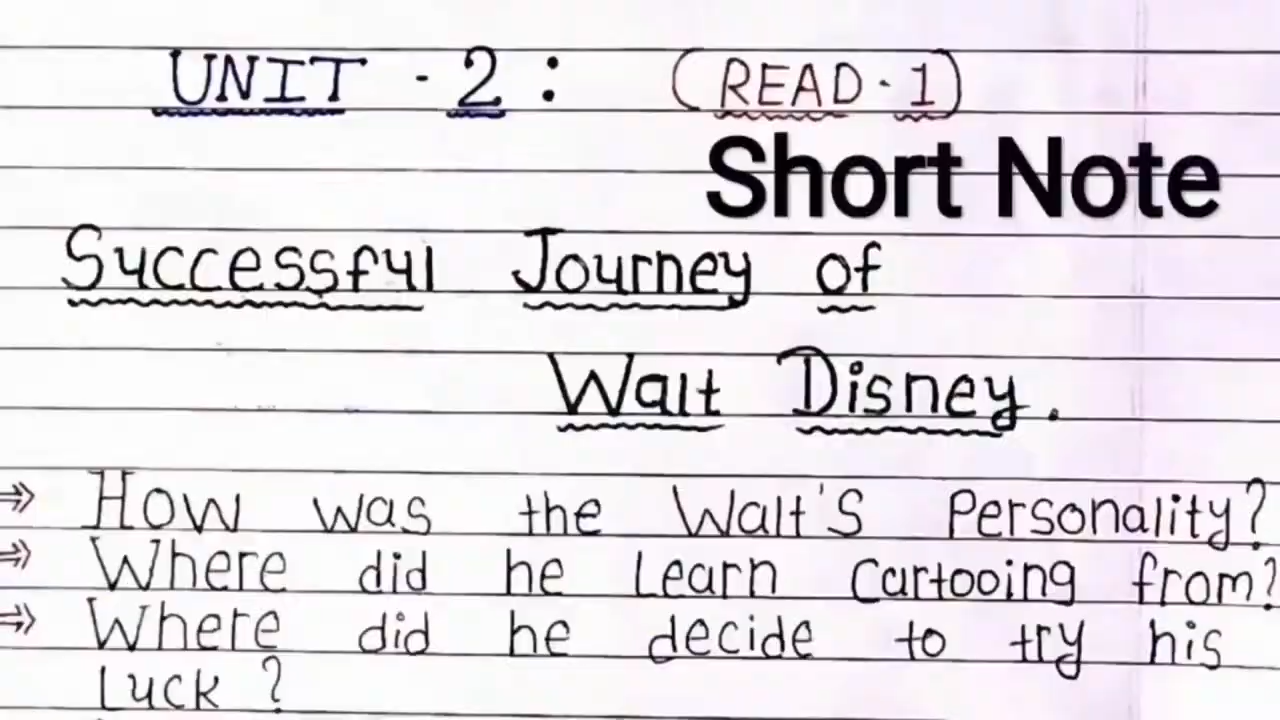 UNIT - 2 : (READ - 1)
Short Note
Successful Journey of
Walt Disney.
⇒ How was the Walt'S Personality?
⇒ Where did he Learn Cartooing from?
⇒ Where did he decide to try his
Luck ?